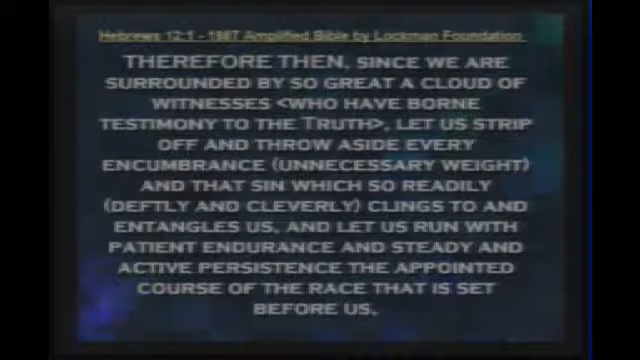 Hebrews 12:1 - 1987 Amplified Bible by Lockman Foundation
THEREFORE THEN, SINCE WE ARE
SURROUNDED BY SO GREAT A CLOUD OF
WITNESSES <WHO HAVE BORNE
TESTIMONY TO THE TRUTH>, LET US STRIP
OFF AND THROW ASIDE EVERY
ENCUMBRANCE (UNNECESSARY WEIGHT)
AND THAT SIN WHICH SO READILY
(DEFTLY AND CLEVERLY) CLINGS TO AND
ENTANGLES US, AND LET US RUN WITH
PATIENT ENDURANCE AND STEADY AND
ACTIVE PERSISTENCE THE APPOINTED
COURSE OF THE RACE THAT IS SET
BEFORE US,